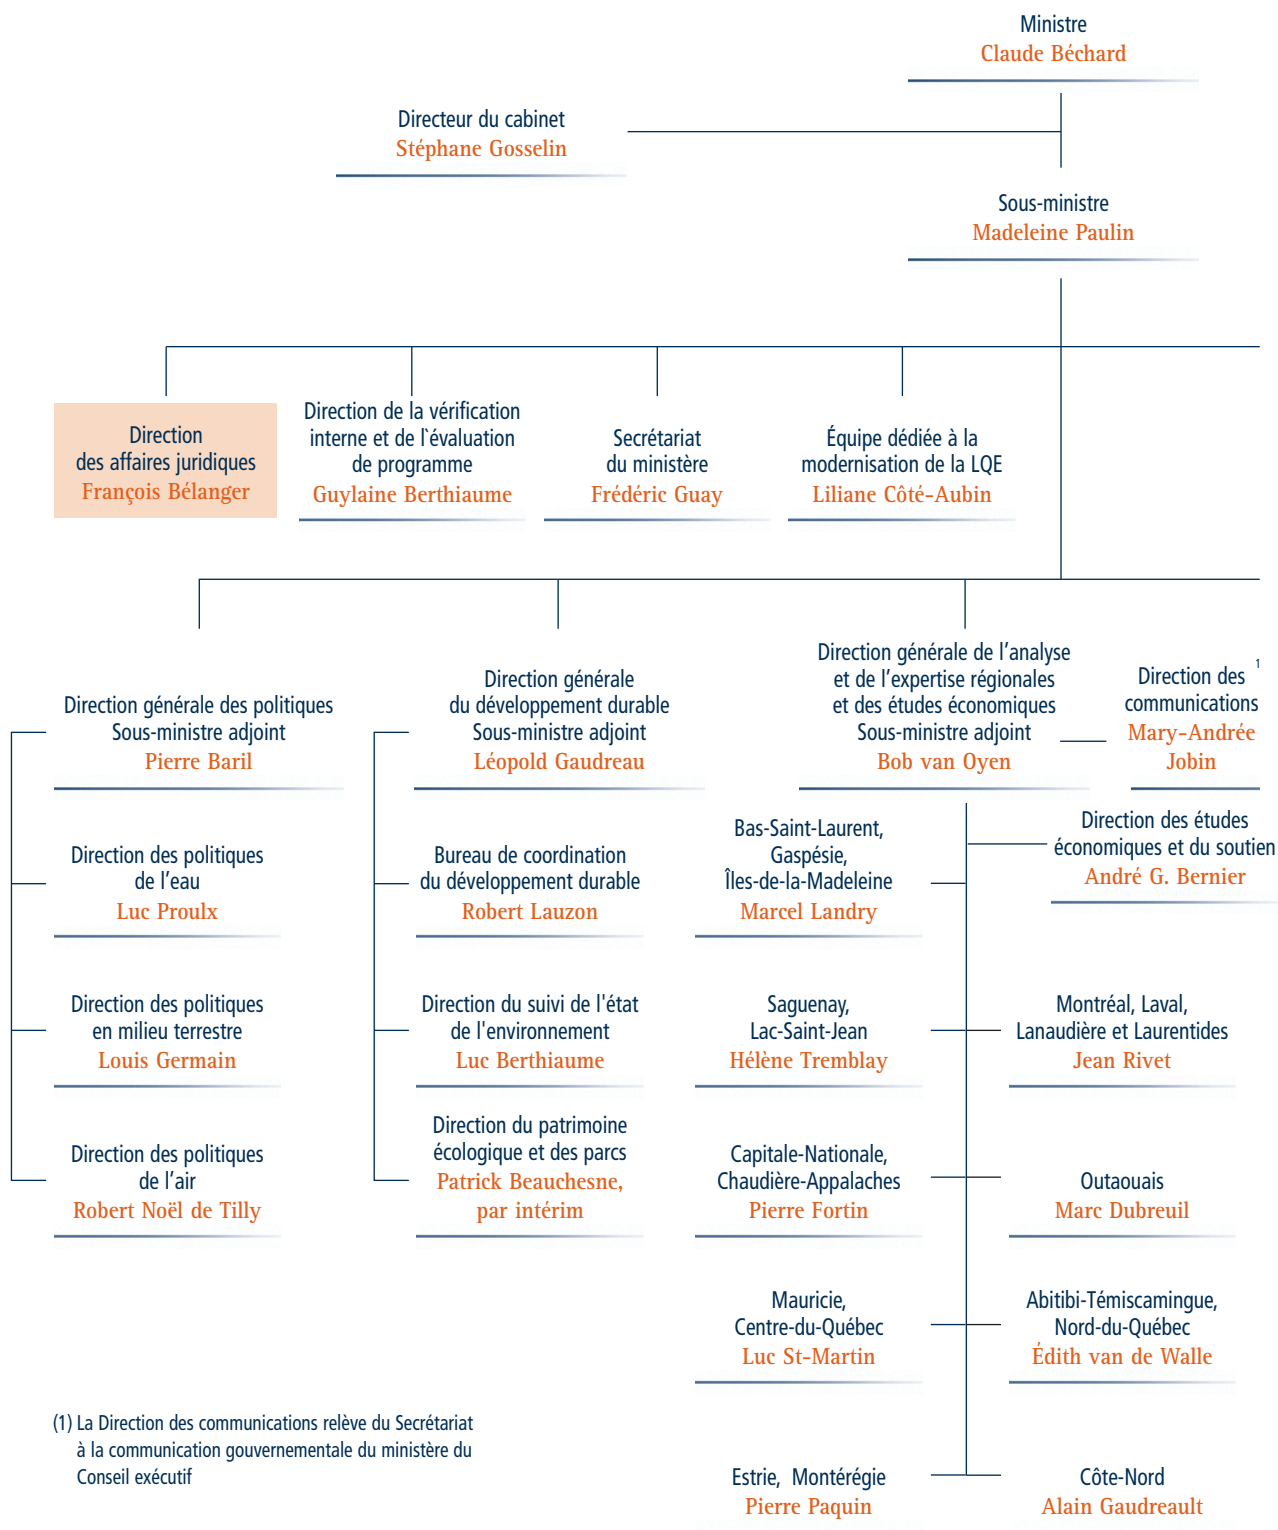 Ministre
Claude Béchard
Directeur du cabinet
Stéphane Gosselin
Sous-ministre
Madeleine Paulin
Direction
des affaires juridiques
François Bélanger
Direction de la vérification
interne et de l`évaluation
de programme
Guylaine Berthiaume
Secrétariat
du ministère
Frédéric Guay
Équipe dédiée à la
modernisation de la LQE
Liliane Côté-Aubin
Direction générale des politiques
Sous-ministre adjoint
Pierre Baril
Direction générale
du développement durable
Sous-ministre adjoint
Léopold Gaudreau
Direction générale de l’analyse
et de l’expertise régionales
et des études économiques
Sous-ministre adjoint
Bob van Oyen
Direction des 1
communications
Mary-Andrée
Jobin
Direction des politiques
de l’eau
Luc Proulx
Bureau de coordination
du développement durable
Robert Lauzon
Bas-Saint-Laurent,
Gaspésie,
Îles-de-la-Madeleine
Marcel Landry
Direction des études
économiques et du soutien
André G. Bernier
Direction des politiques
en milieu terrestre
Louis Germain
Direction du suivi de l'état
de l'environnement
Luc Berthiaume
Saguenay,
Lac-Saint-Jean
Hélène Tremblay
Montréal, Laval,
Lanaudière et Laurentides
Jean Rivet
Direction des politiques
de l’air
Robert Noël de Tilly
Direction du patrimoine
écologique et des parcs
Patrick Beauchesne,
par intérim
Capitale-Nationale,
Chaudière-Appalaches
Pierre Fortin
Outaouais
Marc Dubreuil
Mauricie,
Centre-du-Québec
Luc St-Martin
Abitibi-Témiscamingue,
Nord-du-Québec
Édith van de Walle
(1) La Direction des communications relève du Secrétariat
à la communication gouvernementale du ministère du
Conseil exécutif
Estrie, Montérégie
Pierre Paquin
Côte-Nord
Alain Gaudreault